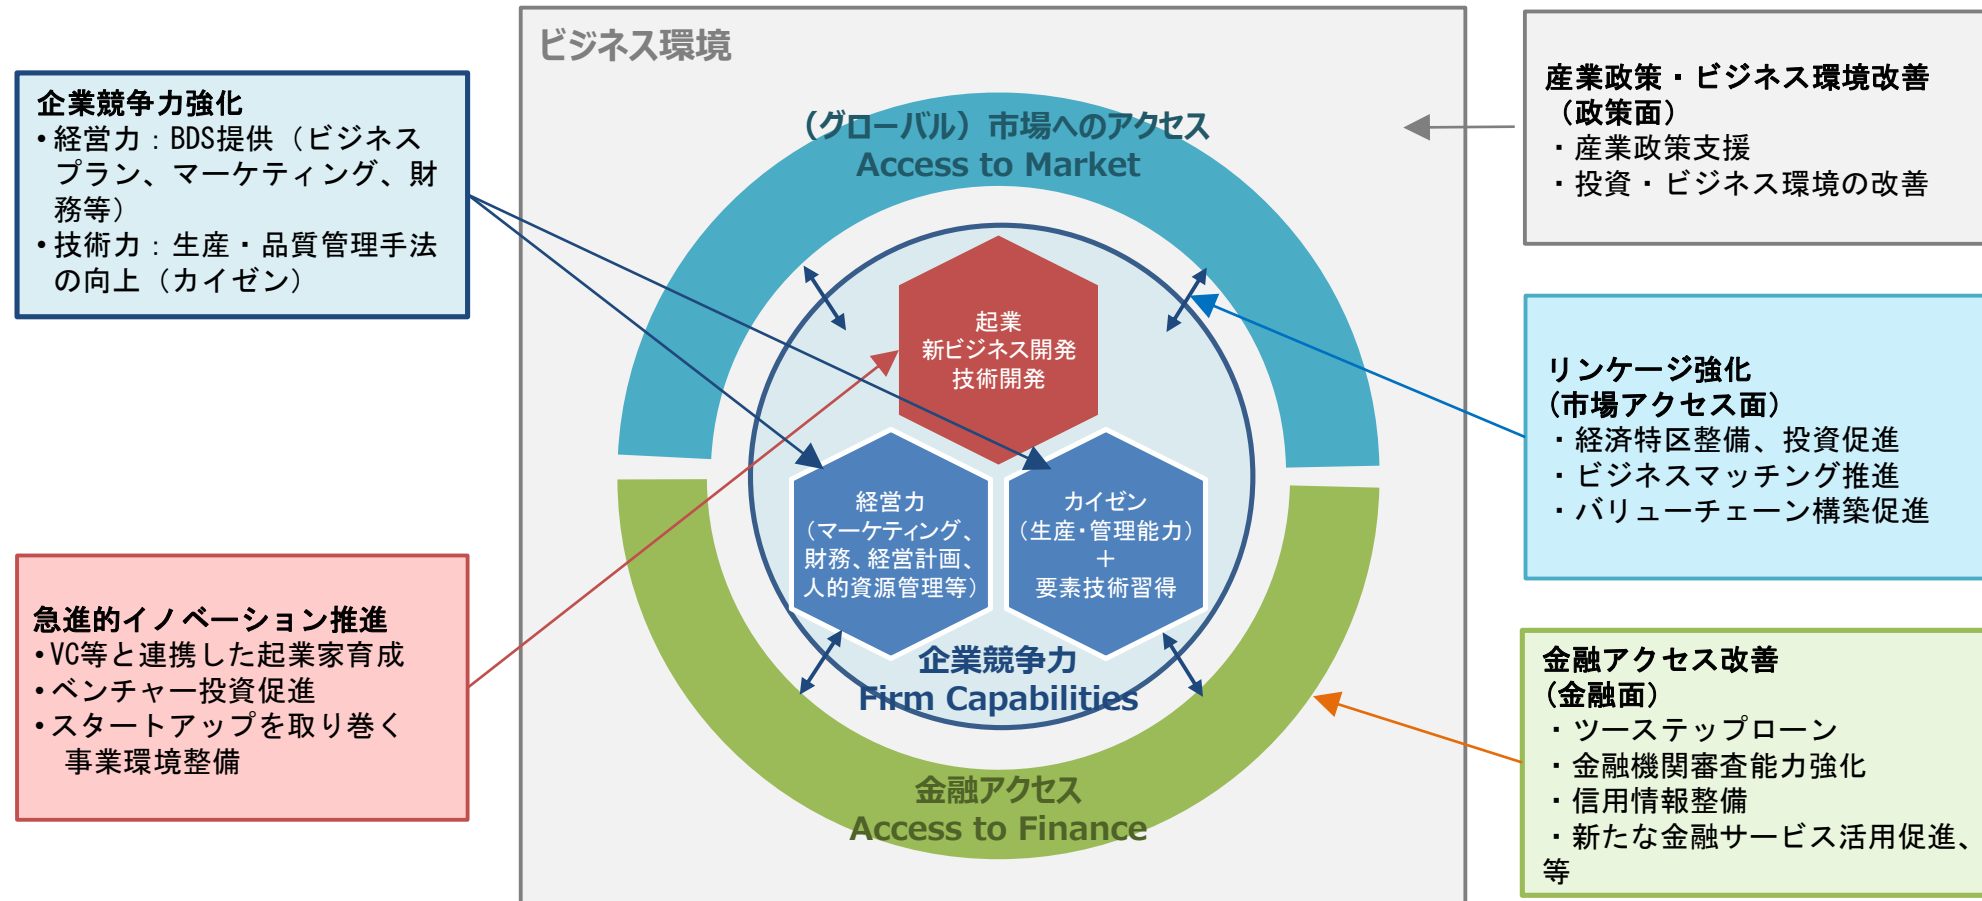 ビジネス環境
企業競争力強化
•経営力：BDS提供（ビジネス
プラン、マーケティング、財
務等）
•技術力：生産・品質管理手法
の向上（カイゼン）
急進的イノベーション推進
•VC等と連携した起業家育成
•ベンチャー投資促進
•スタートアップを取り巻く
事業環境整備
（グローバル）市場へのアクセス
Access to Market
起業
新ビジネス開発
技術開発
経営力
（マーケティング、
財務、経営計画、
人的資源管理等）
カイゼン
（生産・管理能力）
＋
要素技術習得
企業競争力
Firm Capabilities
金融アクセス
Access to Finance
産業政策・ビジネス環境改善
（政策面）
・産業政策支援
・投資・ビジネス環境の改善
リンケージ強化
(市場アクセス面)
・経済特区整備、投資促進
・ビジネスマッチング推進
・バリューチェーン構築促進
金融アクセス改善
(金融面)
・ツーステップローン
・金融機関審査能力強化
・信用情報整備
・新たな金融サービス活用促進、
等